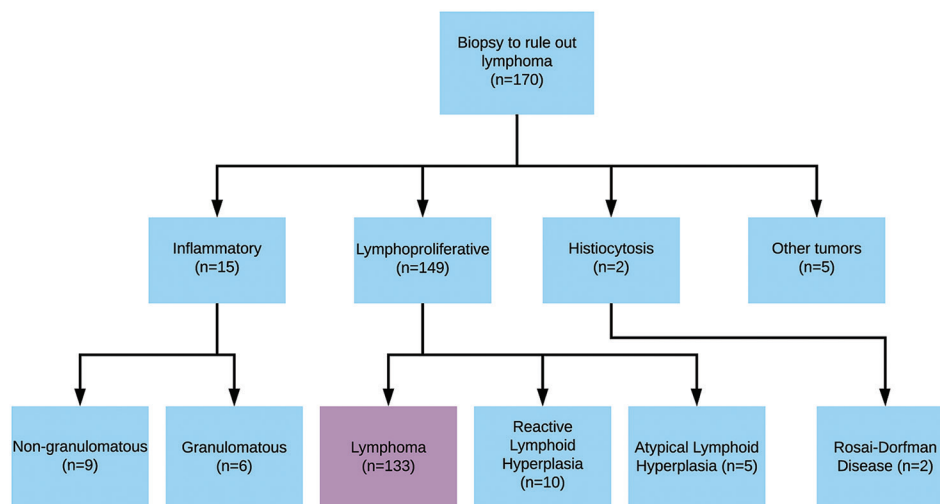 Biopsy to rule out
lymphoma
(n=170)
Inflammatory
(n=15)
Lymphoproliferative
(n=149)
Histiocytosis
(n=2)
Other tumors
(n=5)
Non-granulomatous
(n=9)
Granulomatous
(n=6)
Lymphoma
(n=133)
Reactive
Lymphoid
Hyperplasia
(n=10)
Atypical Lymphoid
Hyperplasia (n=5)
Rosai-Dorfman
Disease (n=2)